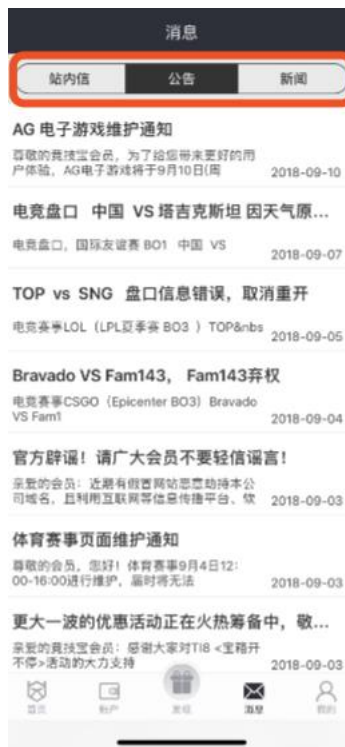 消息
站内信
公告
新闻
AG 电子游戏维护通知
尊敬的竞技宝会员，为了给您带来更好的用
户体验，AG电子游戏将于9月10日(周
2018-09-10
电竞盘口 中国 VS 塔吉克斯坦 因天气原...
电竞盘口，国际友谊赛 BO1 中国 VS
2018-09-07
TOP vs SNG 盘口信息错误，取消重开
电竞赛事LOL（LPL夏季赛 BO3 ）TOP&nbs
2018-09-05
Bravado VS Fam143， Fam143弃权
电竞赛事CSGO（Epicenter BO3）Bravado
VS Fam1
2018-09-04
官方辟谣！请广大会员不要轻信谣言！
亲爱的会员：近期有假冒网站恶意劫持本公
司域名，且利用互联网等信息传播平台、软
2018-09-03
体育赛事页面维护通知
尊敬的会员，您好！体育赛事9月4日12:
00-16:00进行维护，届时将无法
2018-09-03
更大一波的优惠活动正在火热筹备中，敬...
亲爱的竞技宝会员：感谢大家对TI8 <宝箱开
不停>活动的大力支持
2018-09-03
首页
账户
发现
消息
我的